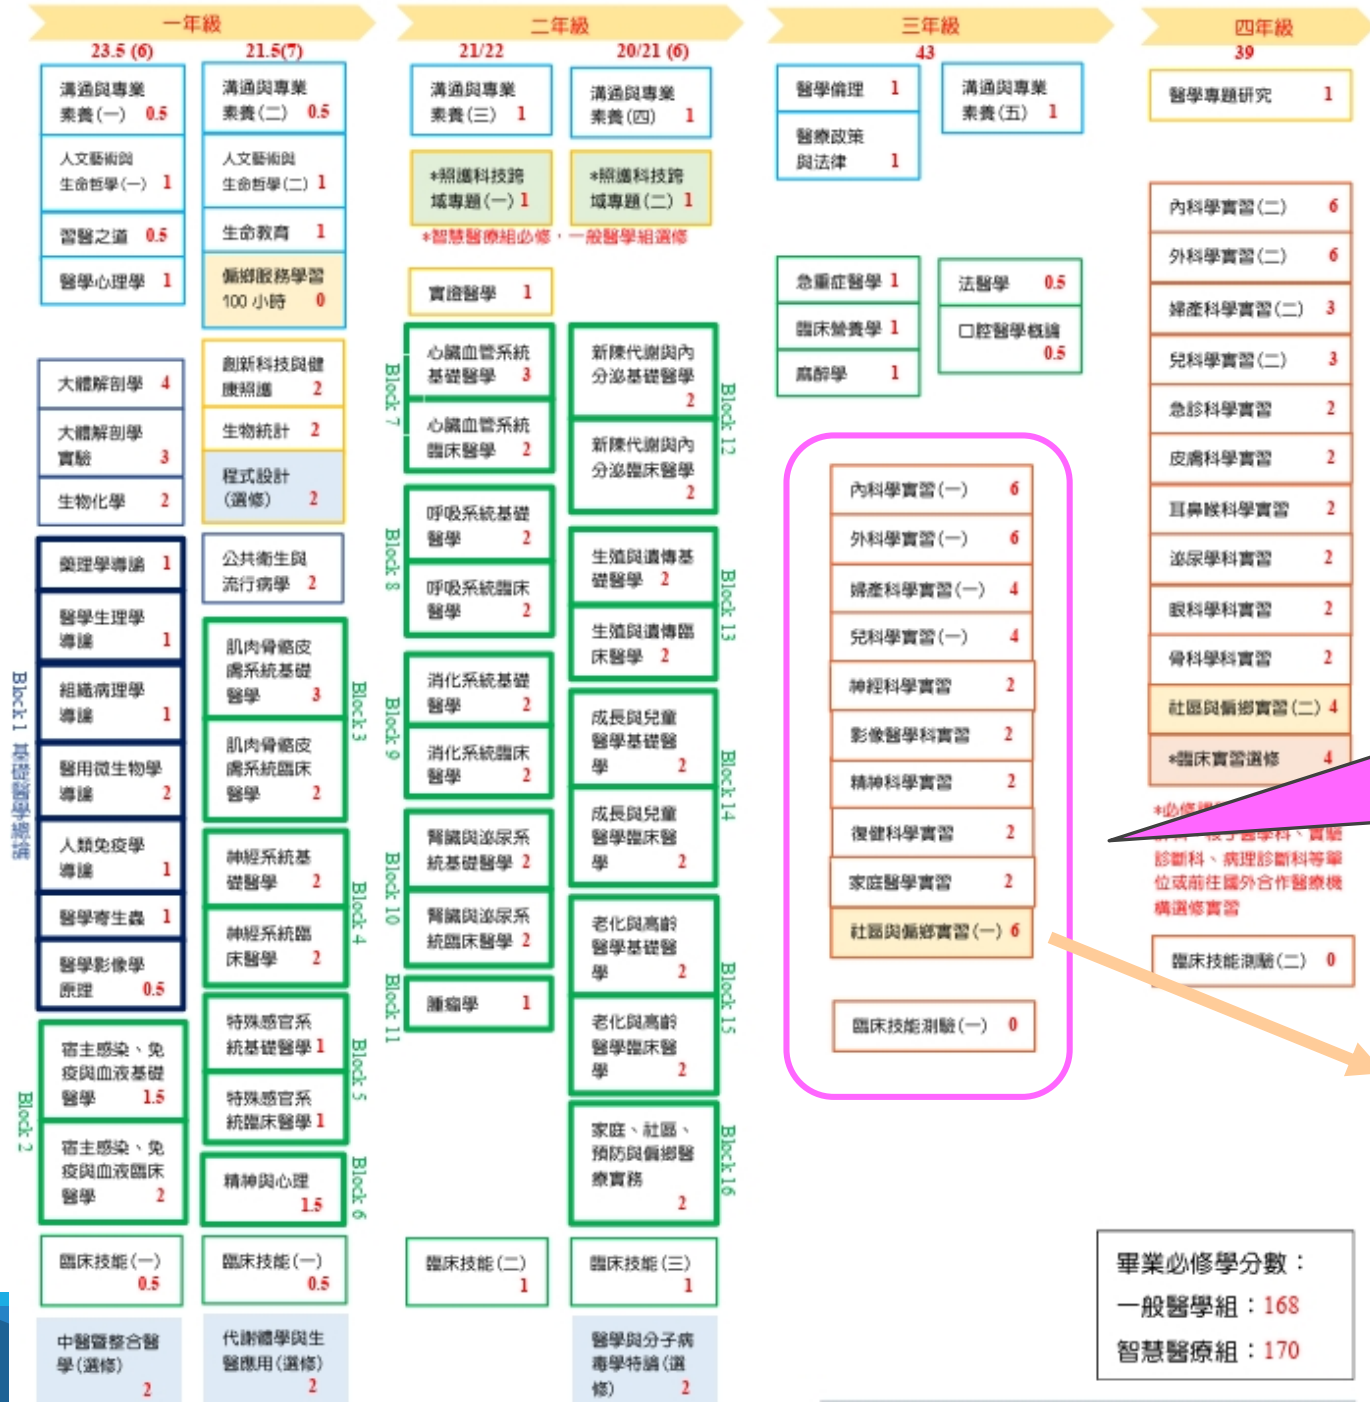 一年級
23.5 (6)
21.5(7)
溝通與專業
素養(一) 0.5
人文藝術與
生命哲學(一) 1
習醫之道 0.5
醫學心理學 1
大體解剖學 4
大體解剖學
實驗 3
生物化學 2
Block 1 基礎醫學總論
藥理學導論 1
醫學生理學
導論 1
組織病理學
導論 1
醫用微生物學
導論 2
人類免疫學
導論 1
醫學寄生蟲 1
醫學影像學
原理 0.5
Block 2
宿主感染、免
疫與血液基礎
醫學 1.5
宿主感染、免
疫與血液臨床
醫學 2
臨床技能(一)
0.5
中醫暨整合醫
學(選修)
2
溝通與專業
素養(二) 0.5
人文藝術與
生命哲學(二) 1
生命教育 1
偏鄉服務學習
100 小時 0
創新科技與健
康照護 2
生物統計 2
程式設計
(選修) 2
公共衛生與
流行病學 2
Block 3
肌肉骨骼皮
膚系統基礎
醫學 3
肌肉骨骼皮
膚系統臨床
醫學 2
Block 4
神經系統基
礎醫學 2
神經系統臨
床醫學 2
Block 5
特殊感官系
統基礎醫學 1
特殊感官系
統臨床醫學 1
Block 6
精神與心理
1.5
臨床技能(一)
0.5
代謝體學與生
醫應用(選修)
2
二年級
21/22
20/21 (6)
溝通與專業
素養(三) 1
*照護科技跨
域專題(一) 1
溝通與專業
素養(四) 1
*照護科技跨
域專題(二) 1
*智慧醫療組必修，一般醫學組選修
實證醫學 1
Block 7
心臟血管系統
基礎醫學 3
心臟血管系統
臨床醫學 2
Block 8
呼吸系統基礎
醫學 2
呼吸系統臨床
醫學 2
Block 9
消化系統基礎
醫學 2
消化系統臨床
醫學 2
Block 10
腎臟與泌尿系
統基礎醫學 2
腎臟與泌尿系
統臨床醫學 2
Block 11
腫瘤學 1
臨床技能(二)
1
Block 12
新陳代謝與內
分泌基礎醫學
2
新陳代謝與內
分泌臨床醫學
2
Block 13
生殖與遺傳基
礎醫學 2
生殖與遺傳臨
床醫學 2
Block 14
成長與兒童
醫學基礎醫
學 2
成長與兒童
醫學臨床醫
學 2
Block 15
老化與高齡
醫學基礎醫
學 2
老化與高齡
醫學臨床醫
學 2
Block 16
家庭、社區、
預防與偏鄉醫
療實務
2
臨床技能(三)
1
醫學與分子病
毒學特論(選
修) 2
三年級
43
醫學倫理 1
醫療政策
與法律 1
溝通與專業
素養(五) 1
急重症醫學 1
臨床營養學 1
麻醉學 1
法醫學 0.5
口腔醫學概論
0.5
內科學實習(一) 6
外科學實習(一) 6
婦產科學實習(一) 4
兒科學實習(一) 4
神經科學實習 2
影像醫學科實習 2
精神科學實習 2
復健科學實習 2
家庭醫學實習 2
社區與偏鄉實習(一) 6
臨床技能測驗(一) 0
四年級
39
醫學專題研究 1
內科學實習(二) 6
外科學實習(二) 6
婦產科學實習(二) 3
兒科學實習(二) 3
急診科學實習 2
皮膚科學實習 2
耳鼻喉科學實習 2
泌尿學科實習 2
眼科學科實習 2
骨科學科實習 2
社區與偏鄉實習(二) 4
*臨床實習選修 4
*必修
核子醫學科、實驗
診斷科、病理診斷科等單
位或前往國外合作醫療機
構選修實習
臨床技能測驗(二) 0
畢業必修學分數：
一般醫學組：168
智慧醫療組：170